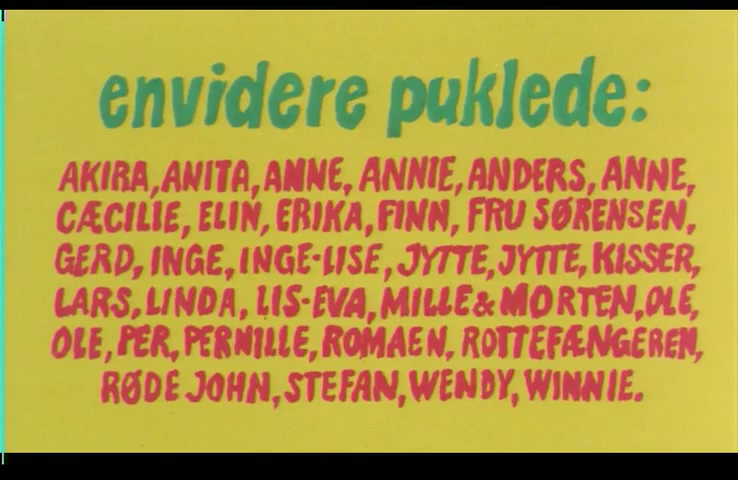 envidere puklede:
AKIRA, ANITA, ANNE, ANNIE, ANDERS, ANNE,
CÆCILIE, ELIN, ERIKA, FINN, FRU SØRENSEN,
GERD, INGE, INGE-LISE, JYTTE, JYTTE, KISSER,
LARS, LINDA, LIS-EVA, MILLE & MORTEN, OLE,
OLE, PER, PERNILLE, ROMAEN, ROTTEFÆNGEREN,
RØDE JOHN, STEFAN, WENDY, WINNIE.